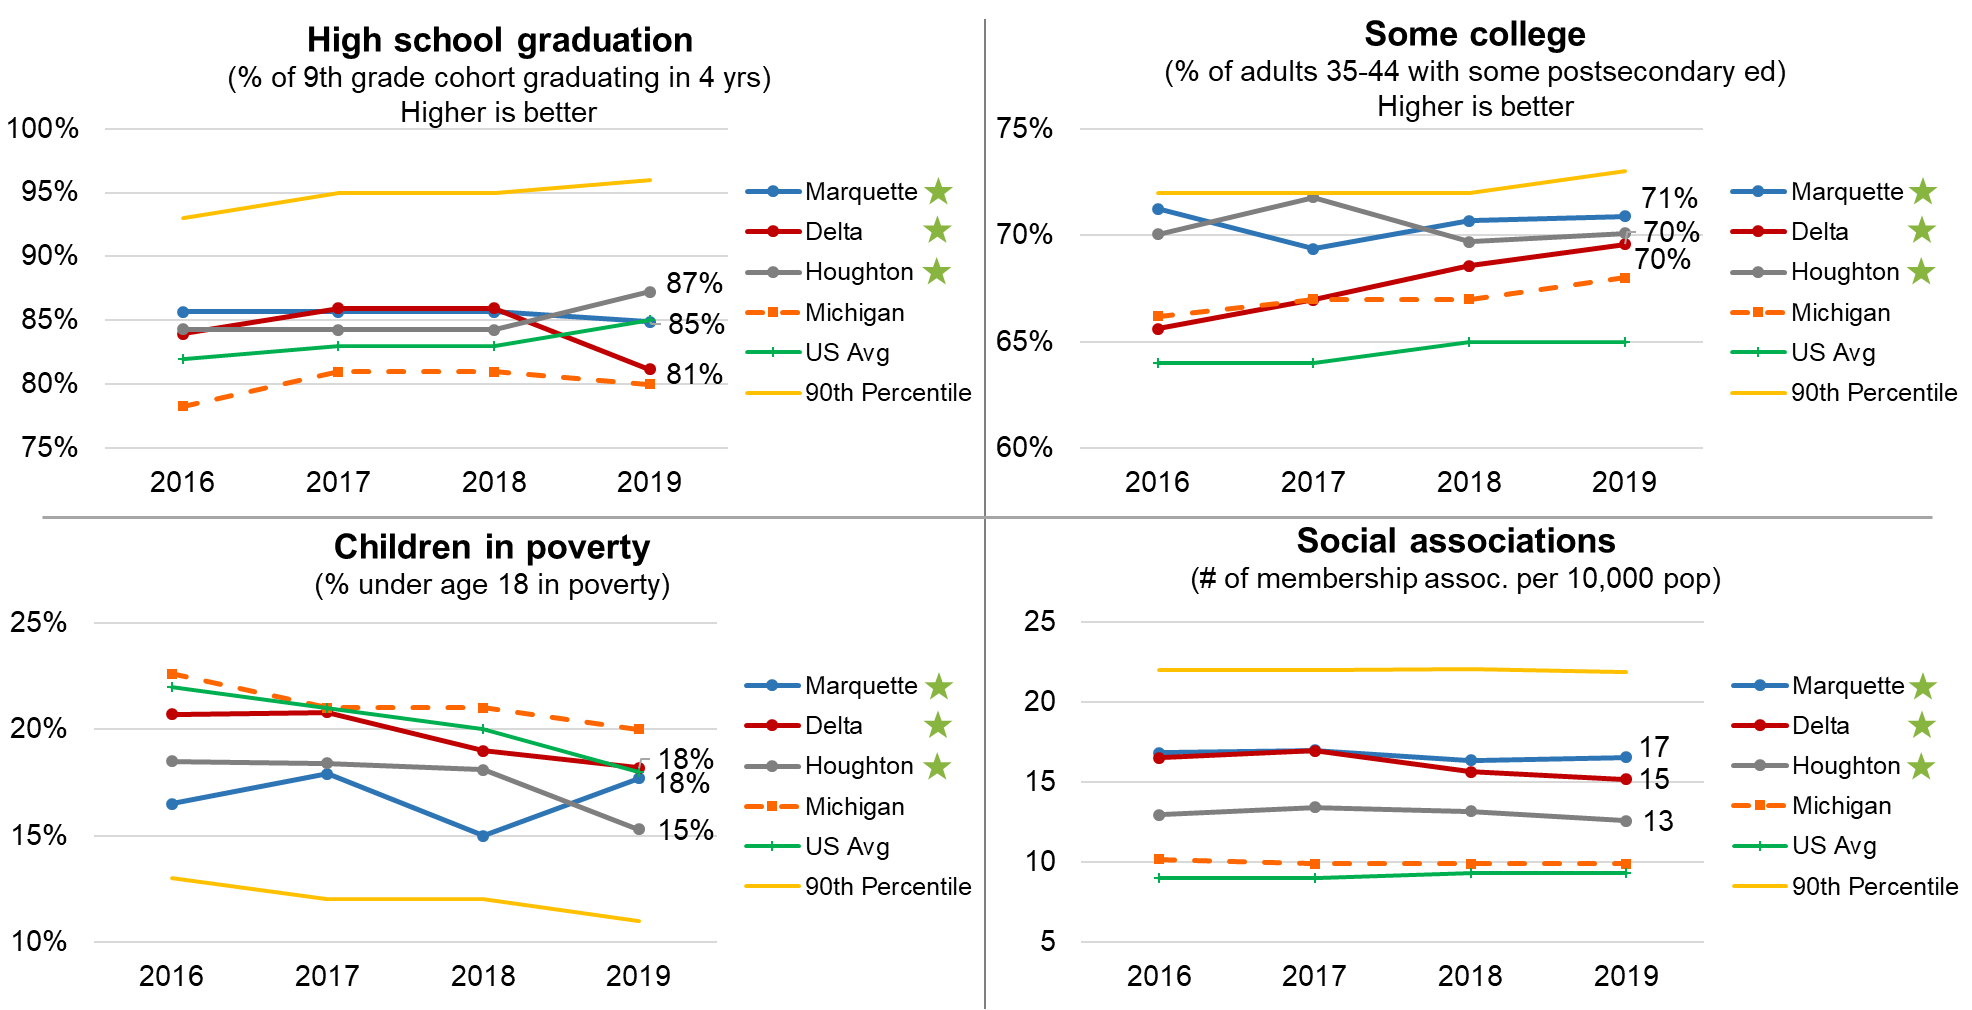 High school graduation
(% of 9th grade cohort graduating in 4 yrs)
Higher is better
100%
95%
90%
85%
80%
75%
87%
85%
81%
2016 2017 2018 2019
Marquette
Delta
Houghton
Michigan
US Avg
90th Percentile
Some college
(% of adults 35-44 with some postsecondary ed)
Higher is better
75%
70%
65%
60%
71%
70%
70%
2016 2017 2018 2019
Marquette
Delta
Houghton
Michigan
US Avg
90th Percentile
Children in poverty
(% under age 18 in poverty)
25%
20%
15%
10%
18%
18%
15%
2016 2017 2018 2019
Marquette
Delta
Houghton
Michigan
US Avg
90th Percentile
Social associations
(# of membership assoc. per 10,000 pop)
25
20
15
10
5
17
15
13
2016 2017 2018 2019
Marquette
Delta
Houghton
Michigan
US Avg
90th Percentile